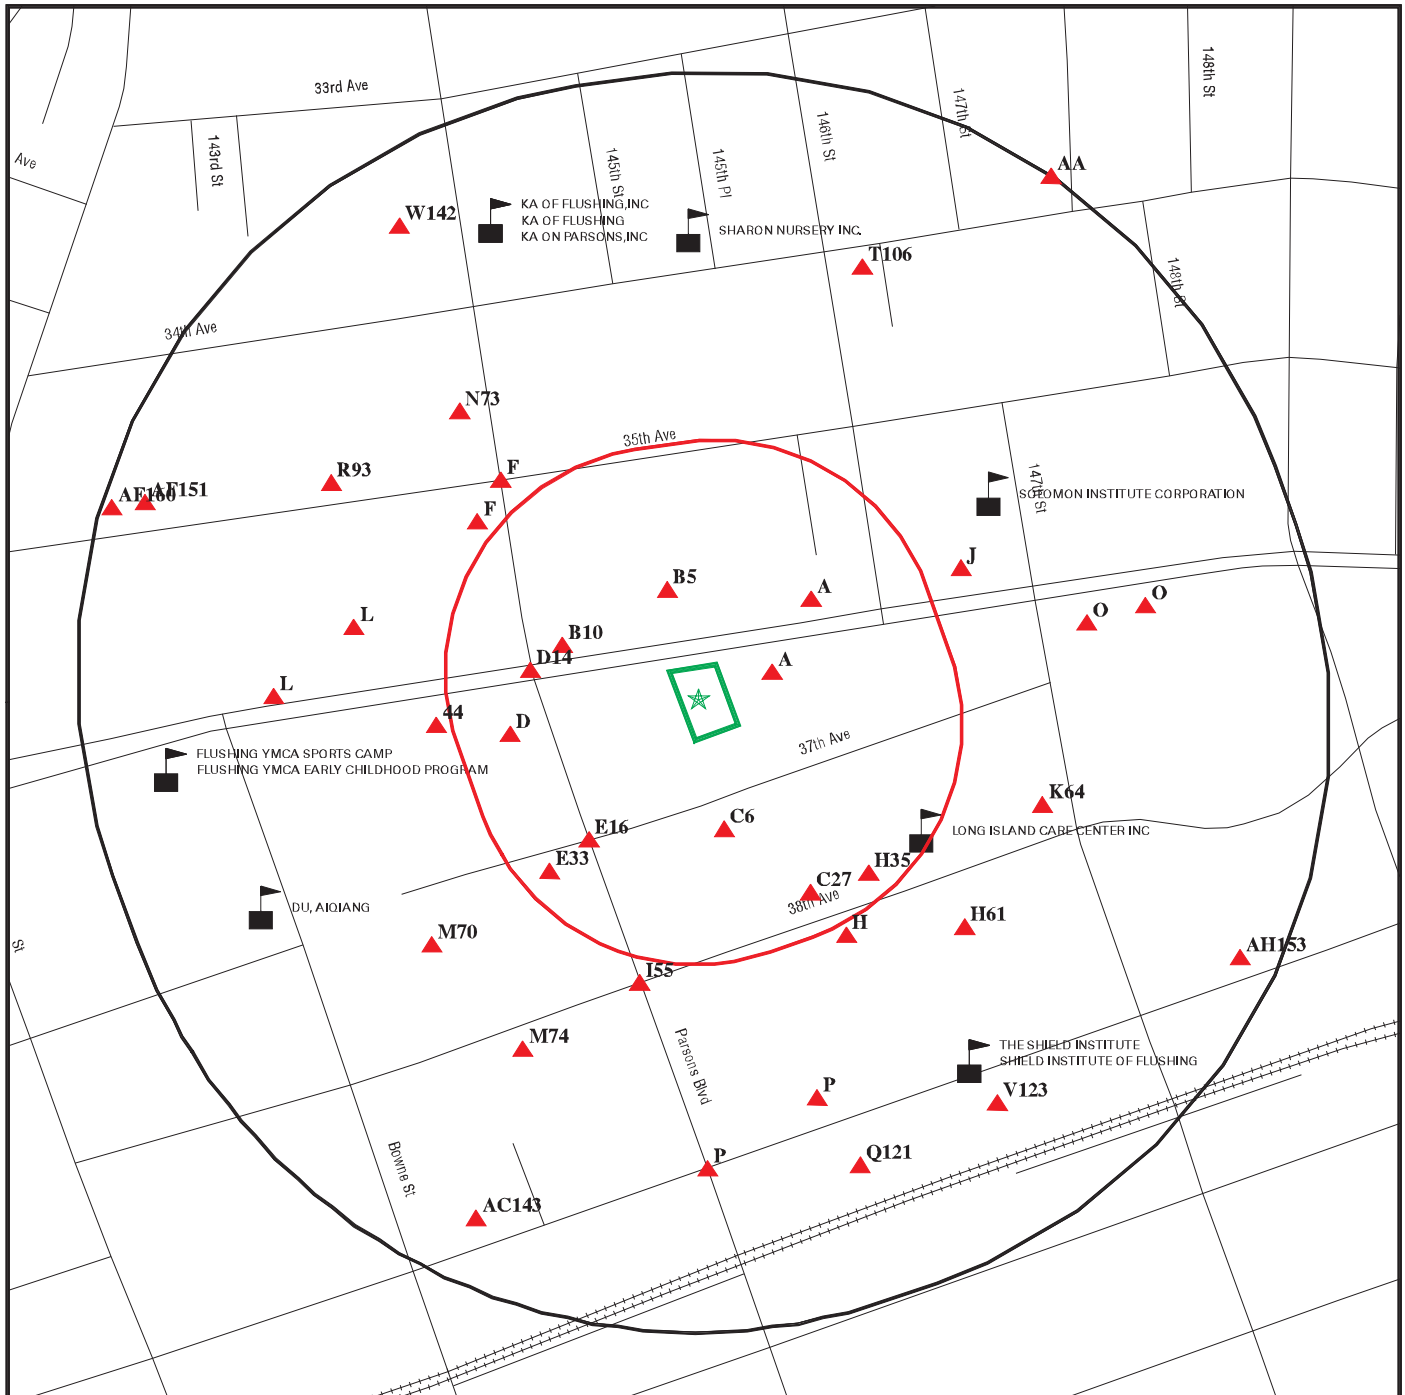 33rd Ave
148th St
147th St
146th St
143rd St
145th St
145th Pl
Ave
AA
W142
KA OF FLUSHING,INC
KA OF FLUSHING
KA ON PARSONS,INC
SHARON NURSERY INC.
T106
148th St
34th Ave
N73
35th Ave
R93
F
AF151
147th St
SOLOMON INSTITUTE CORPORATION
F
J
B5
A
O
O
L
B10
D14
A
L
44
D
37th Ave
FLUSHING YMCA SPORTS CAMP
FLUSHING YMCA EARLY CHILDHOOD PROGRAM
K64
C6
E16
LONG ISLAND CARE CENTER INC
E33
H35
C27
38th Ave
DU, AIQIANG
H
H61
M70
St
AH153
I55
M74
Parsons Blvd
THE SHIELD INSTITUTE
SHIELD INSTITUTE OF FLUSHING
P
V123
P
Q121
Bowne St
AC143